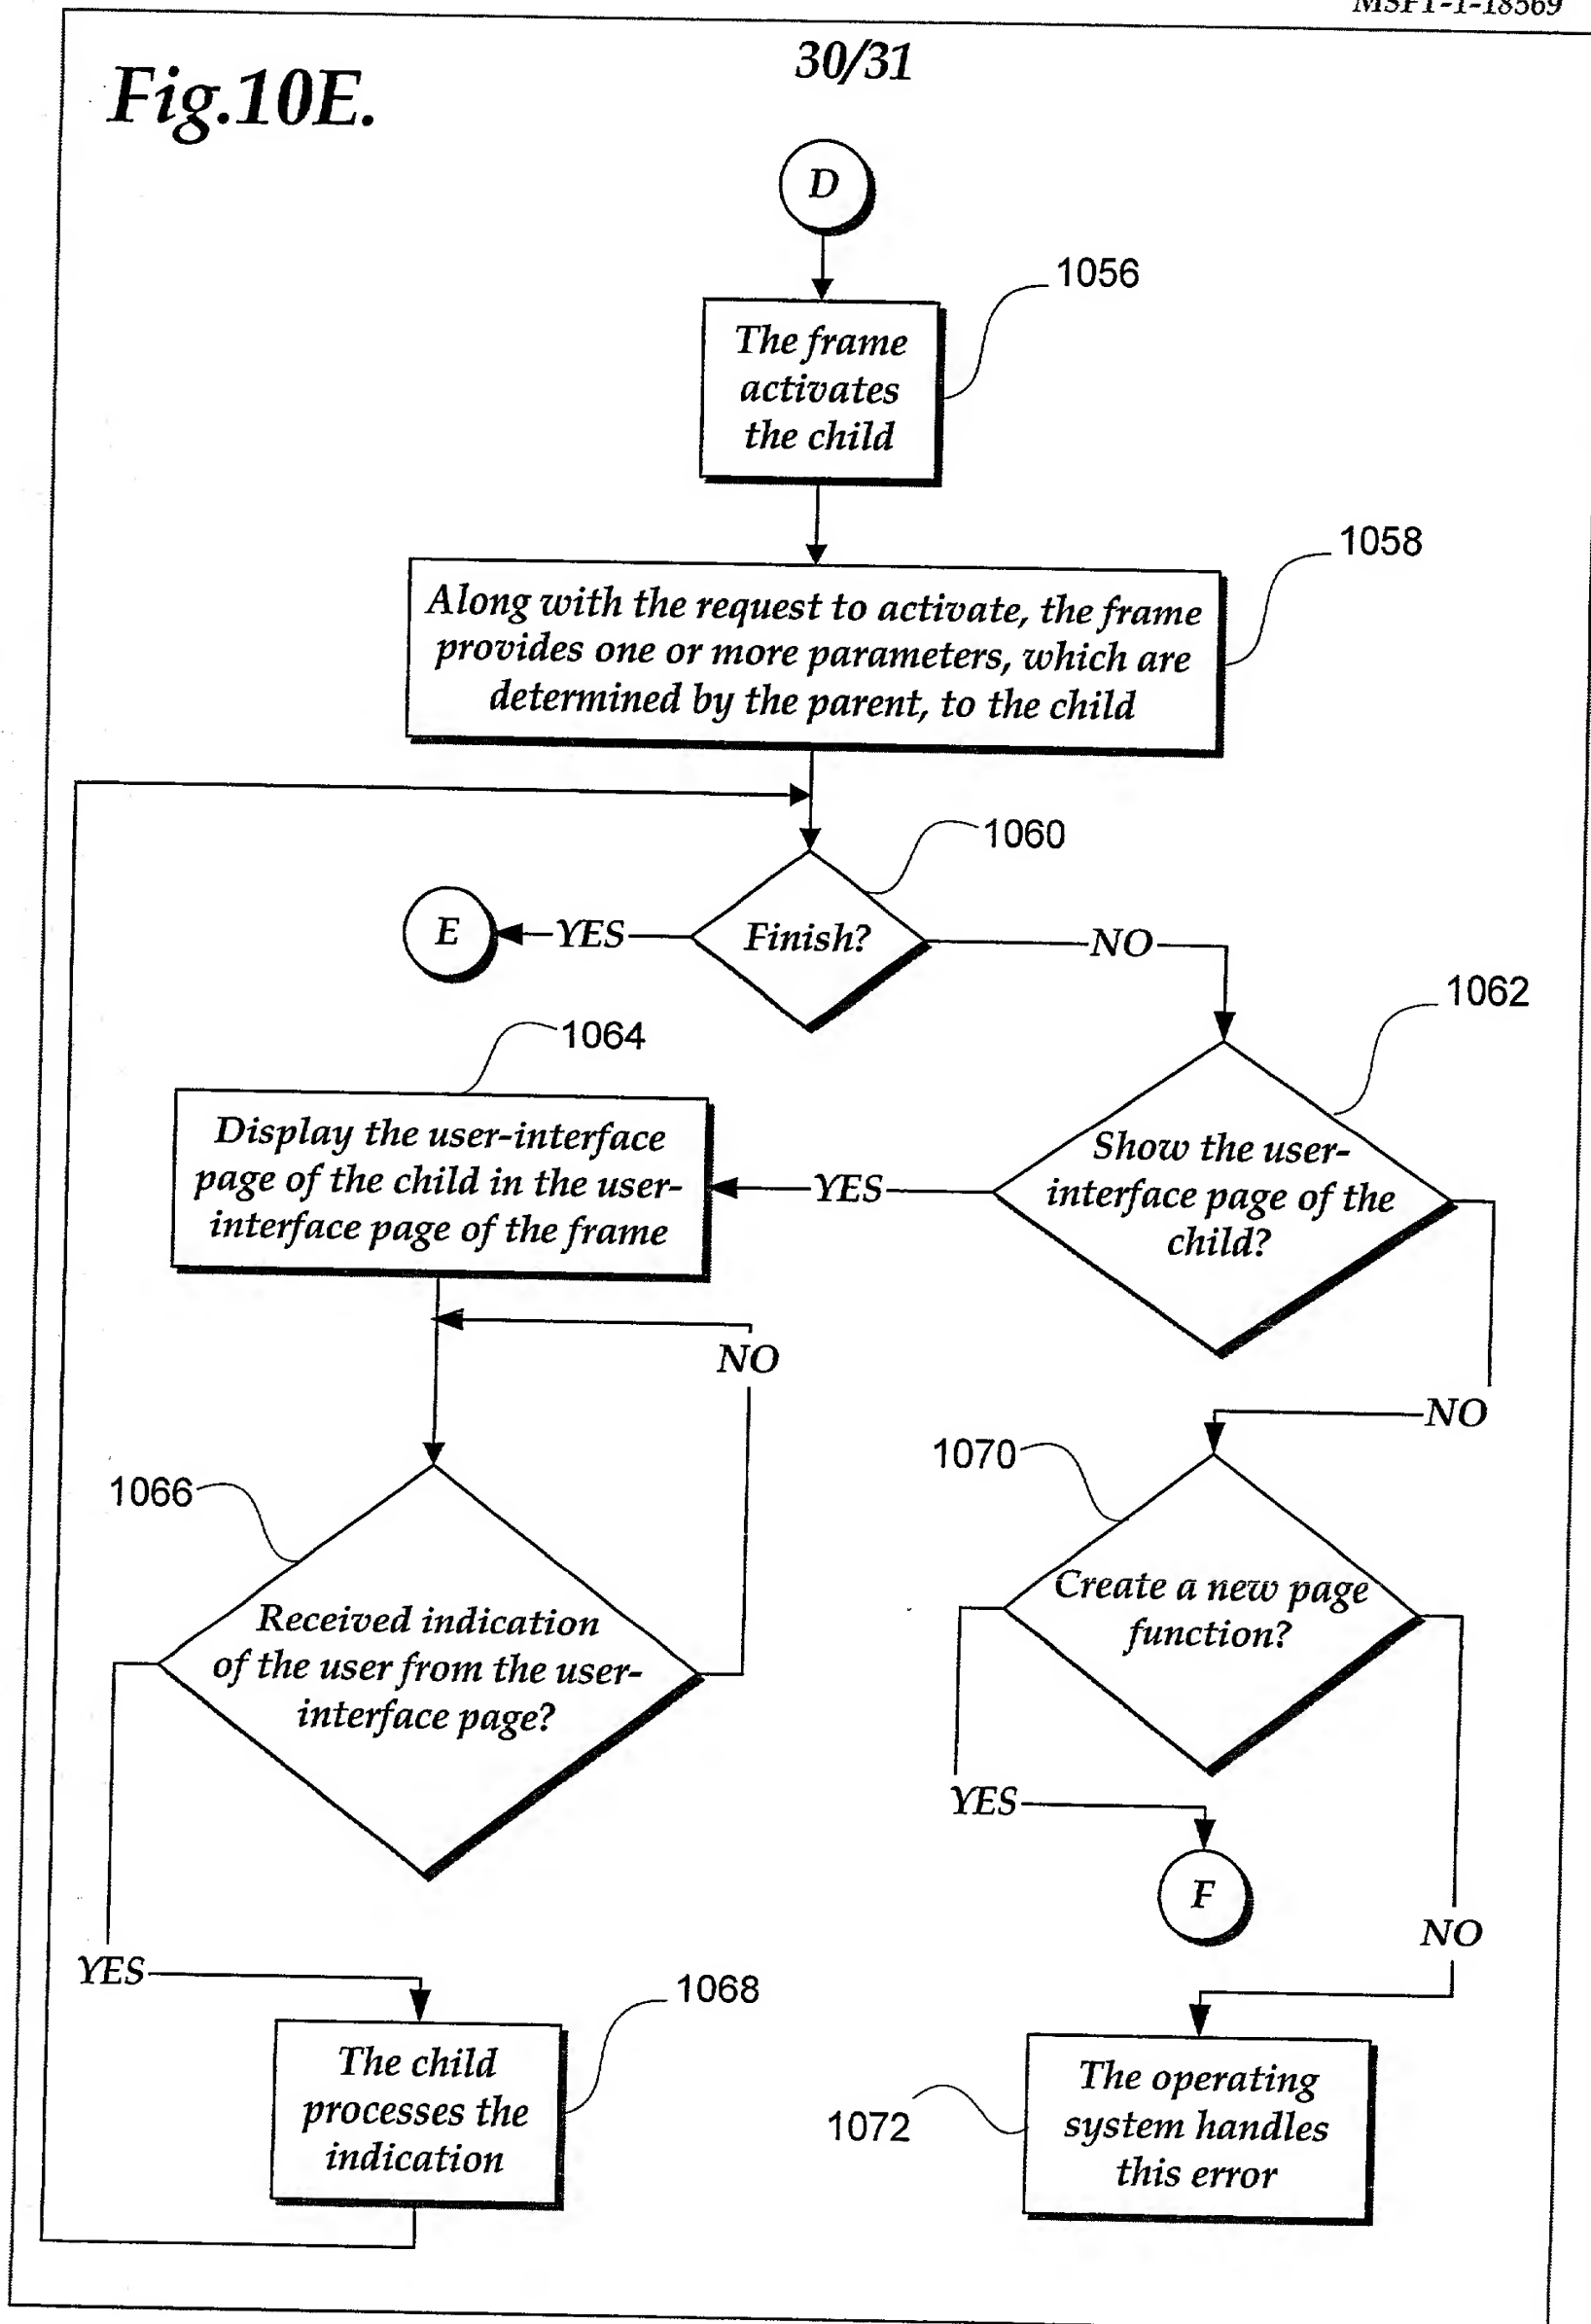 MSFT-1-18569
30/31
Fig.10E.
D
1056
The frame
activates
the child
1058
Along with the request to activate, the frame
provides one or more parameters, which are
determined by the parent, to the child
1060
E
YES
Finish?
NO
1062
1064
Display the user-interface
page of the child in the user-
interface page of the frame
YES
Show the user-
interface page of the
child?
NO
NO
1070
1066
Create a new page
function?
Received indication
of the user from the user-
interface page?
YES
F
NO
YES
1068
The child
processes the
indication
The operating
system handles
this error
1072